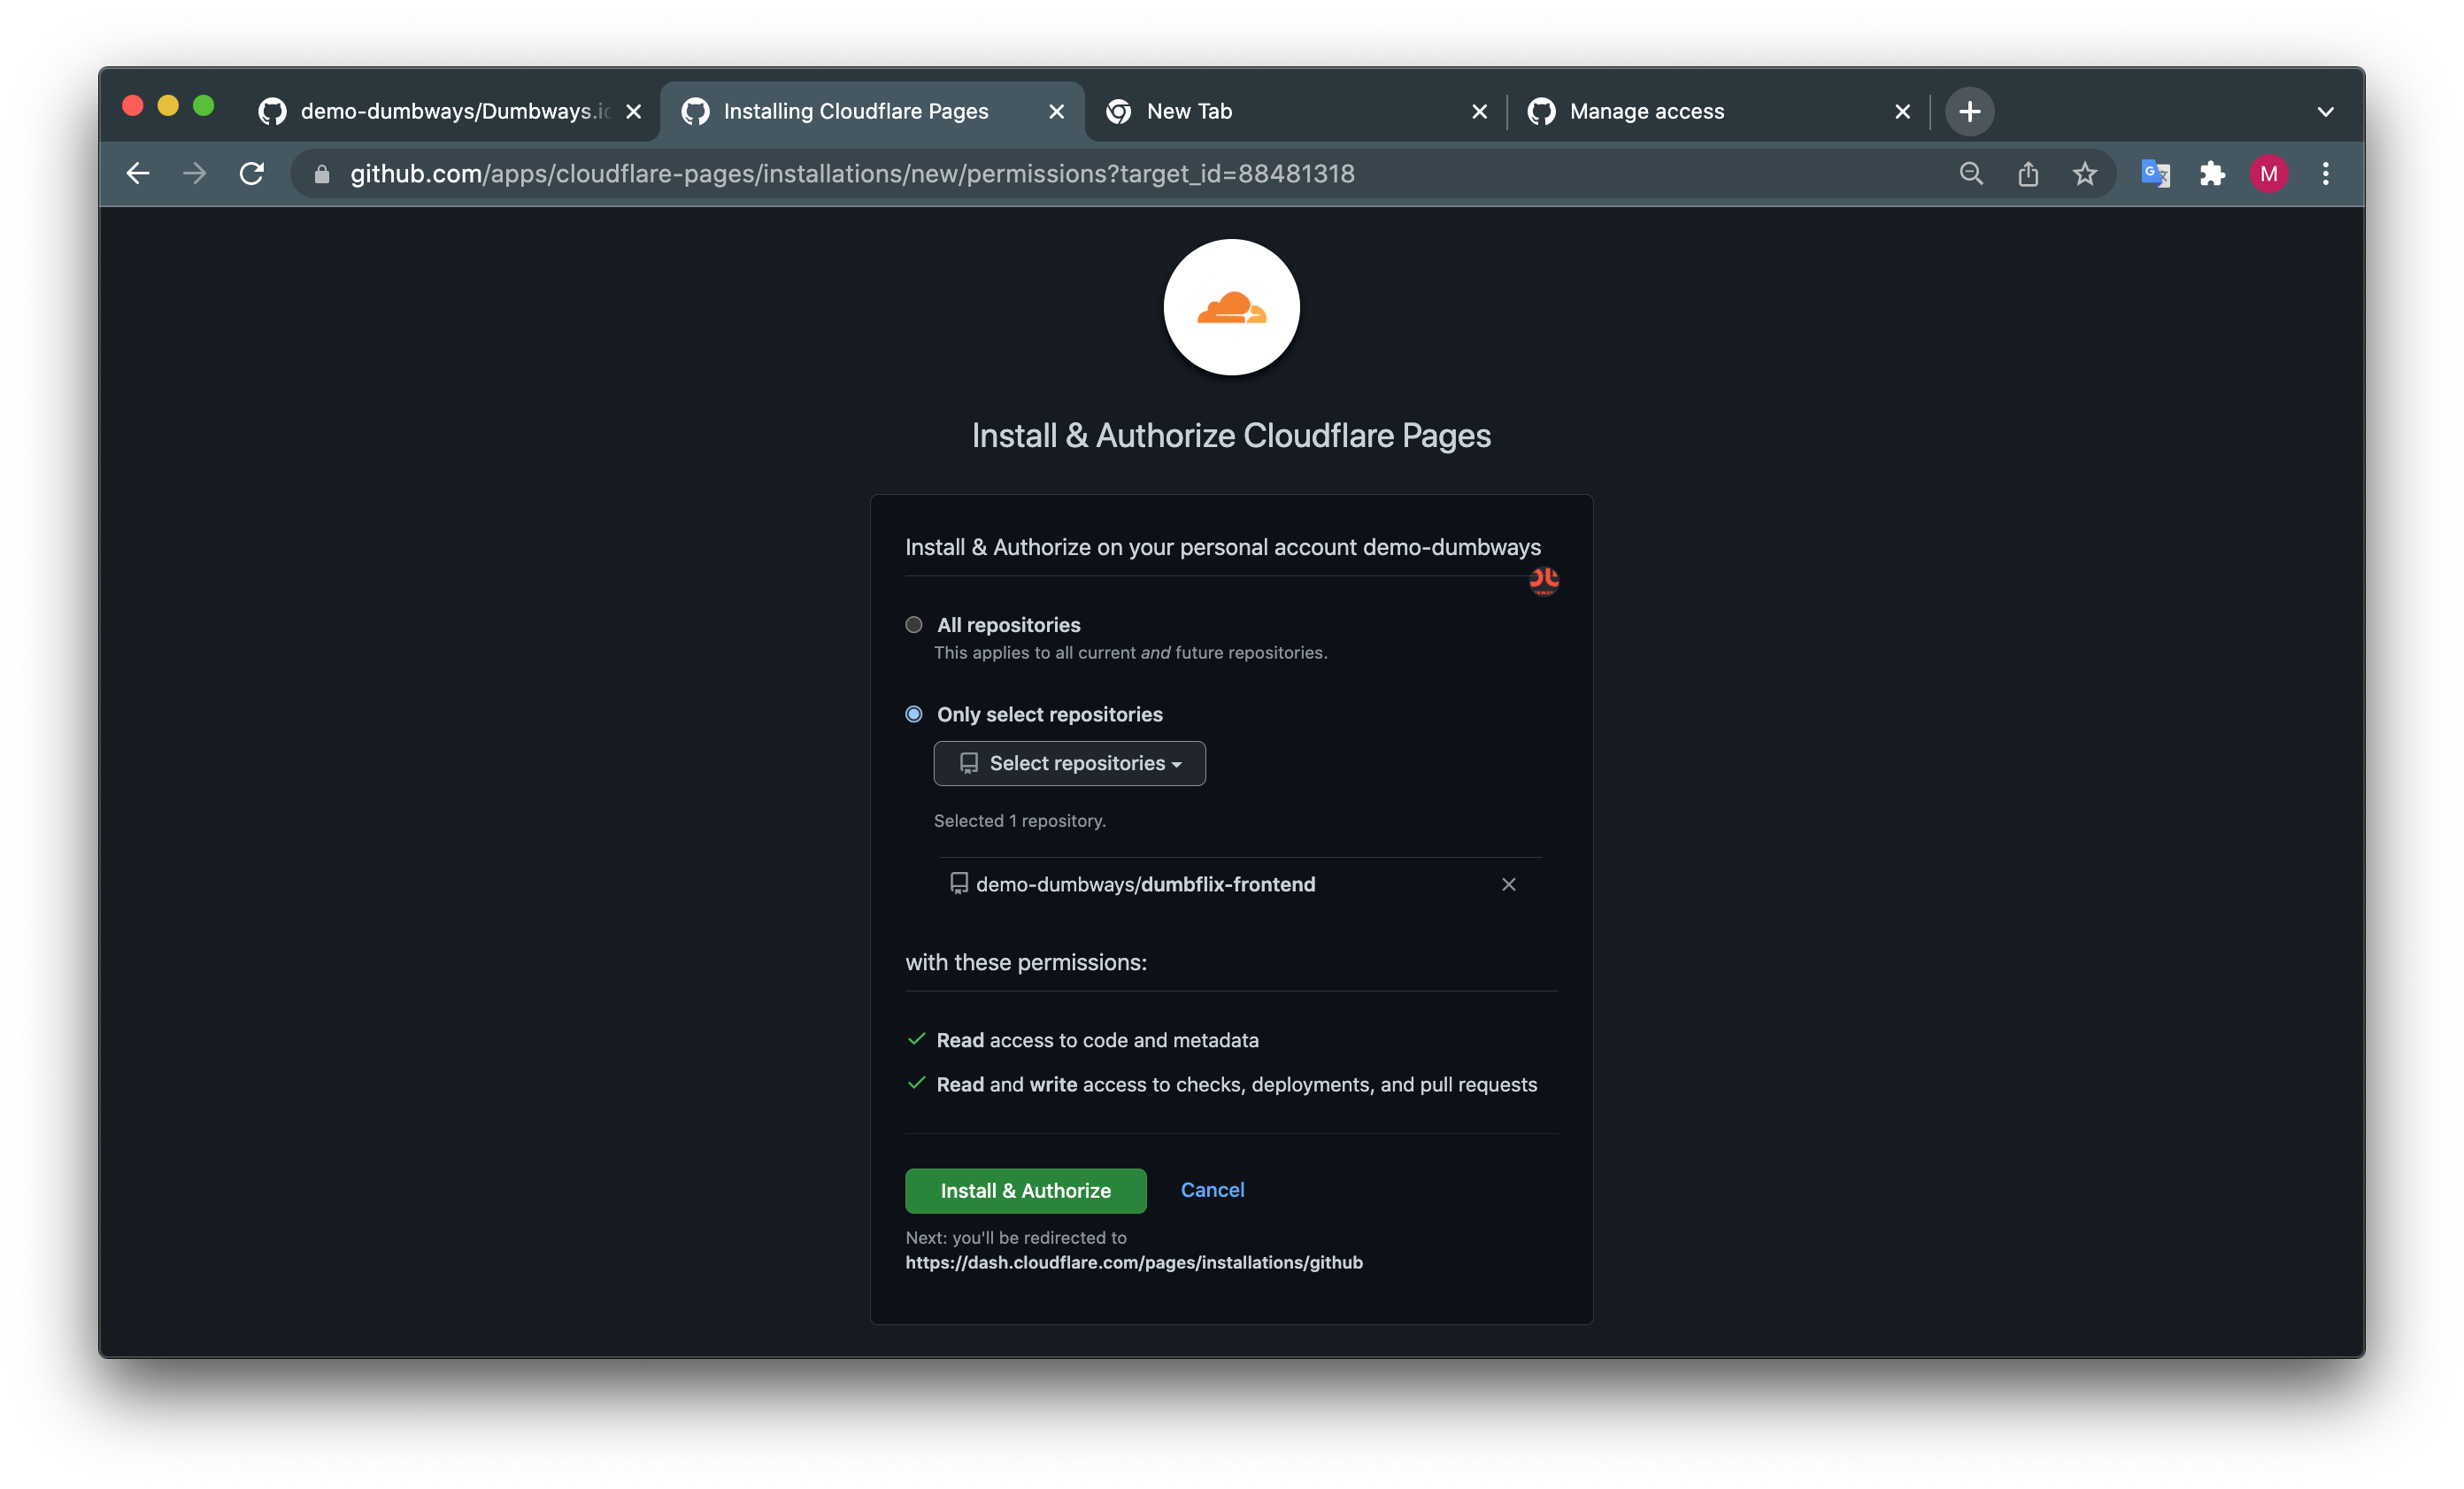 demo-dumbways/Dumbways.io
Installing Cloudflare Pages
New Tab
Manage access
github.com/apps/cloudflare-pages/installations/new/permissions?target_id=88481318
M
Install & Authorize Cloudflare Pages
Install & Authorize on your personal account demo-dumbways
All repositories
This applies to all current and future repositories.
Only select repositories
Select repositories
Selected 1 repository.
demo-dumbways/dumbflix-frontend
with these permissions:
Read access to code and metadata
Read and write access to checks, deployments, and pull requests
Install & Authorize
Cancel
Next: you'll be redirected to
https://dash.cloudflare.com/pages/installations/github